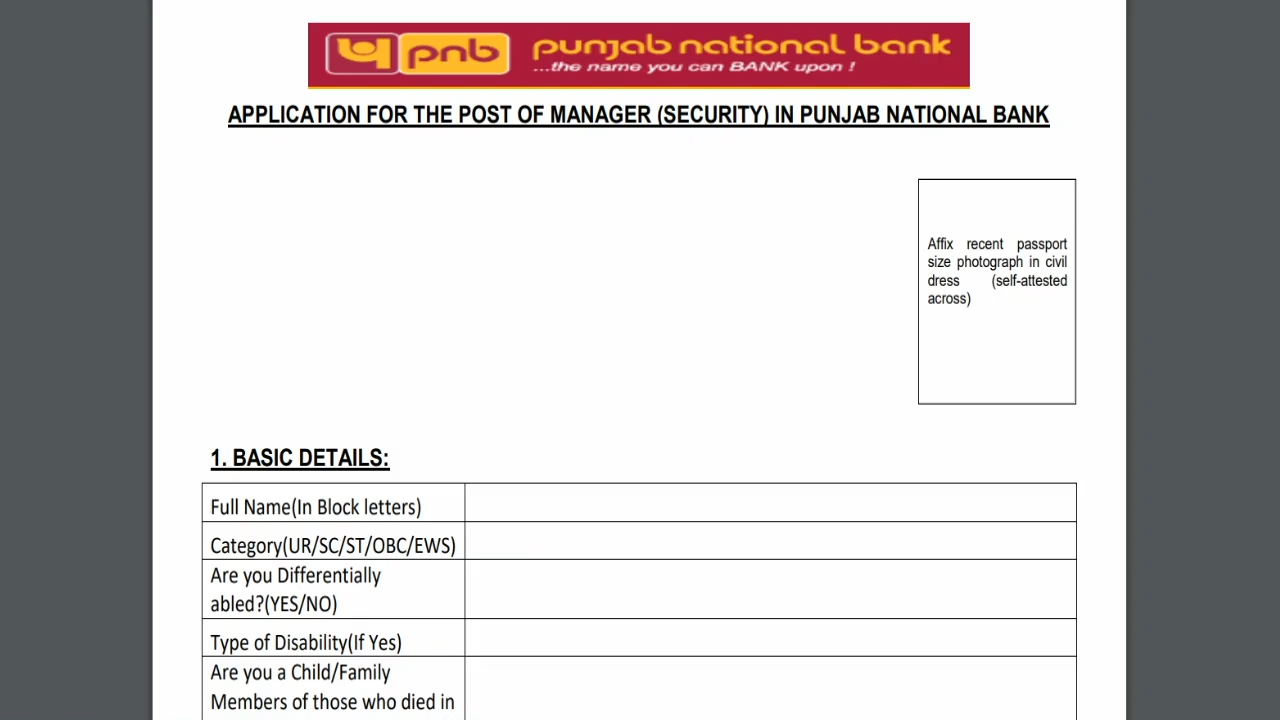 पी pnb punjab national bank
...the name you can BANK upon !
APPLICATION FOR THE POST OF MANAGER (SECURITY) IN PUNJAB NATIONAL BANK
Affix recent passport
size photograph in civil
dress (self-attested
across)
1. BASIC DETAILS:
Full Name(In Block letters)
Category(UR/SC/ST/OBC/EWS)
Are you Differentially
abled?(YES/NO)
Type of Disability(If Yes)
Are you a Child/Family
Members of those who died in